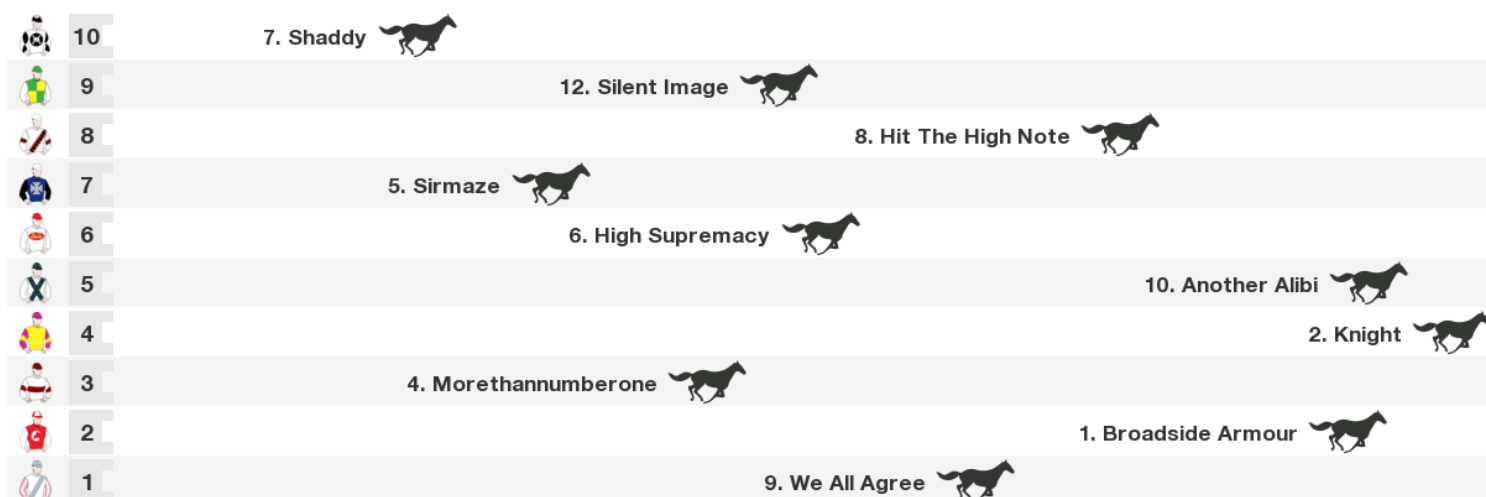 10 7. Shaddy
9 12. Silent Image
8 8. Hit The High Note
7 5. Sirmaze
6 6. High Supremacy
5 10. Another Alibi
4 2. Knight
3 4. Morethannumberone
2 1. Broadside Armour
1 9. We All Agree